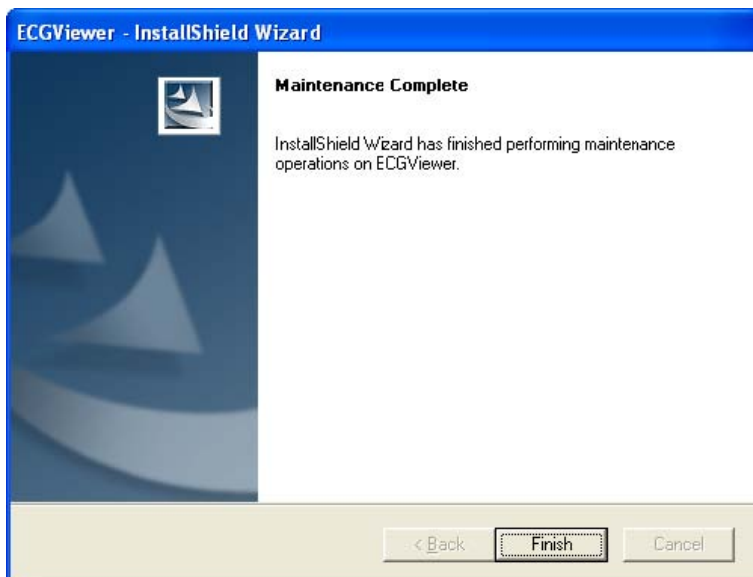 ECGViewer - InstallShield Wizard
Maintenance Complete
InstallShield Wizard has finished performing maintenance
operations on ECGViewer.
< Back Finish Cancel